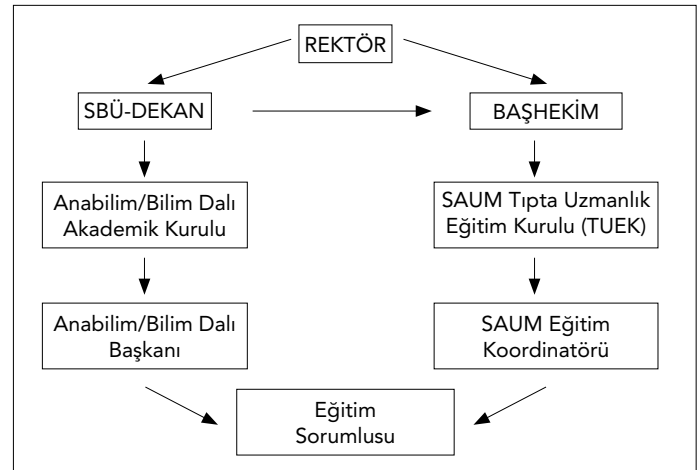 REKTÖR
SBÜ-DEKAN
BAŞHEKİM
Anabilim/Bilim Dalı
Akademik Kurulu
SAUM Tıpta Uzmanlık
Eğitim Kurulu (TUEK)
Anabilim/Bilim Dalı
Başkanı
SAUM Eğitim
Koordinatörü
Eğitim
Sorumlusu